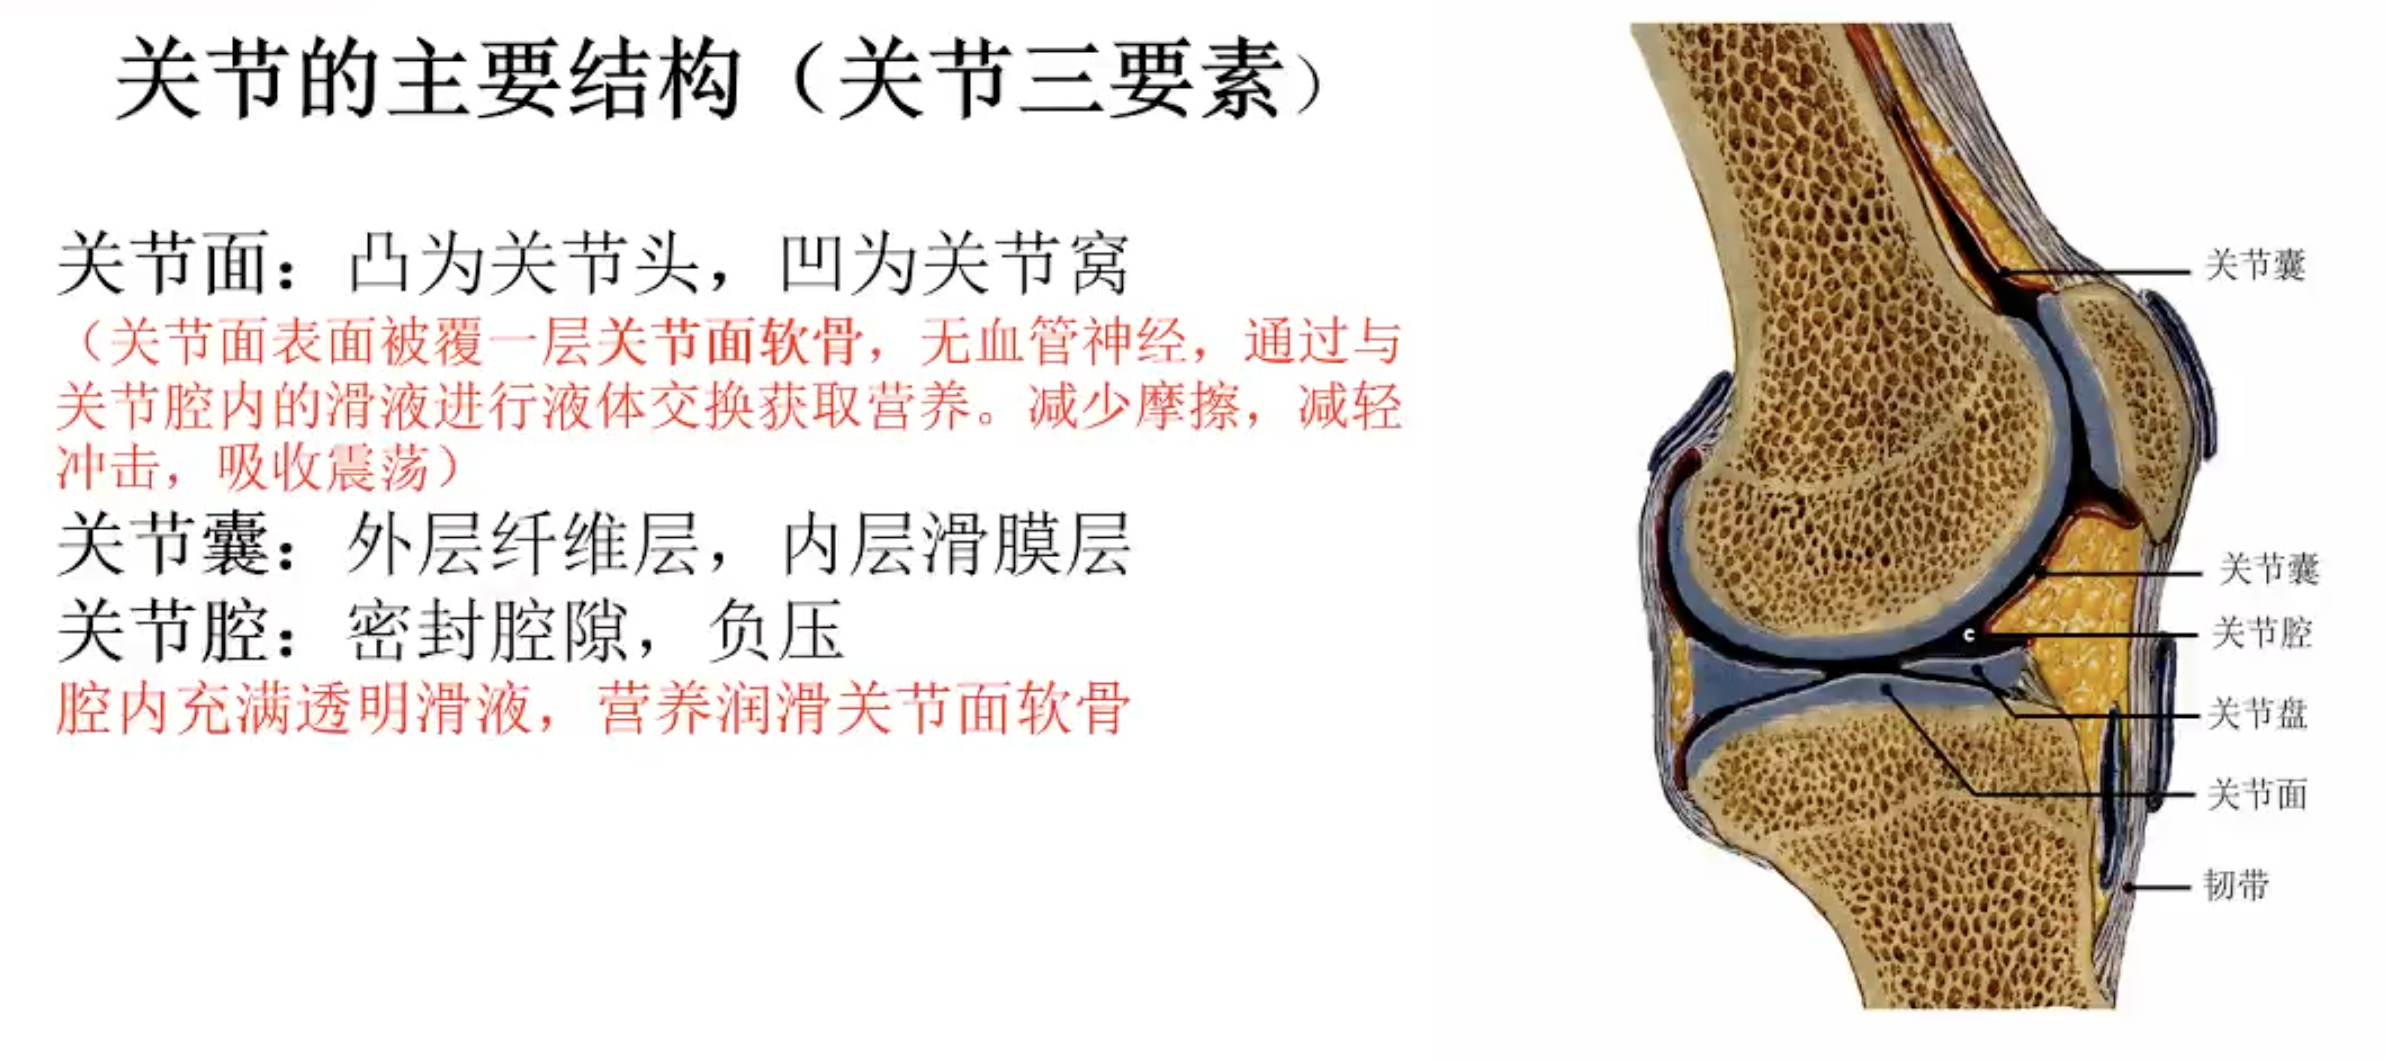 关节的主要结构（关节三要素）
关节面：凸为关节头，凹为关节窝
（关节面表面被覆一层关节面软骨，无血管神经，通过与
关节腔内的滑液进行液体交换获取营养。减少摩擦，减轻
冲击，吸收震荡）
关节囊：外层纤维层，内层滑膜层
关节腔：密封腔隙，负压
腔内充满透明滑液，营养润滑关节面软骨
关节囊
关节囊
c
关节腔
关节盘
关节面
韧带